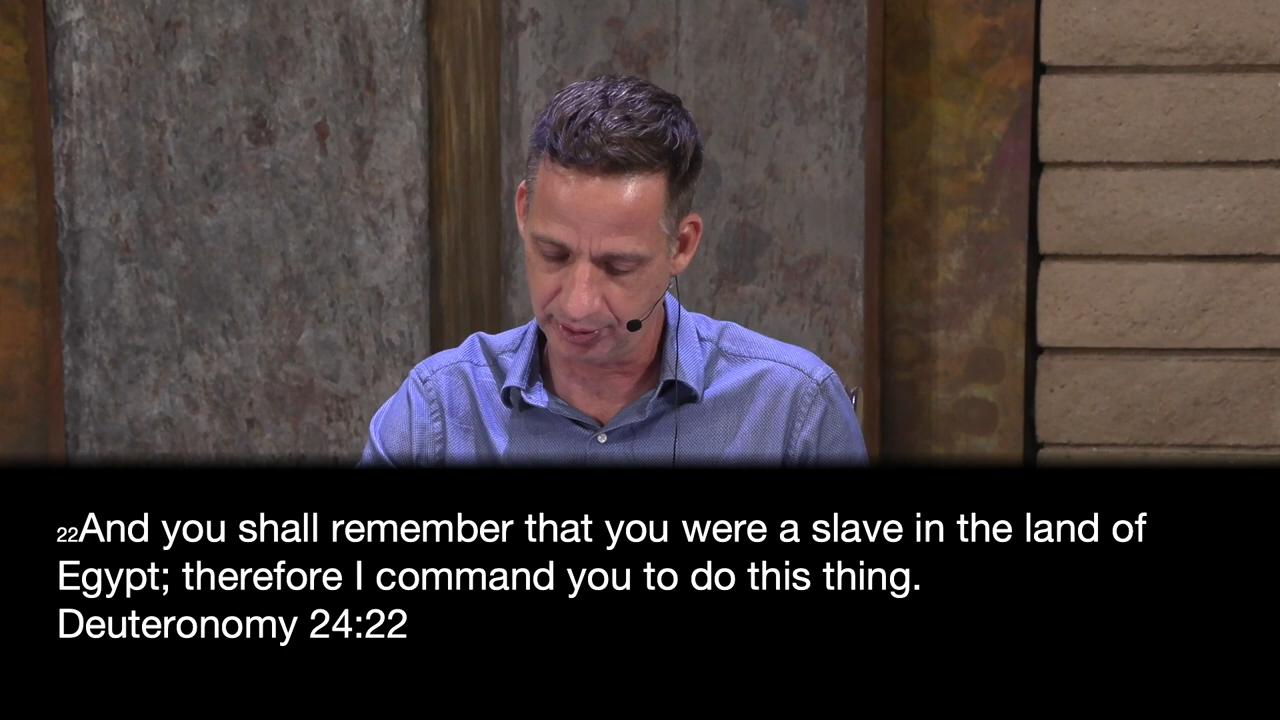 22And you shall remember that you were a slave in the land of
Egypt; therefore I command you to do this thing.
Deuteronomy 24:22